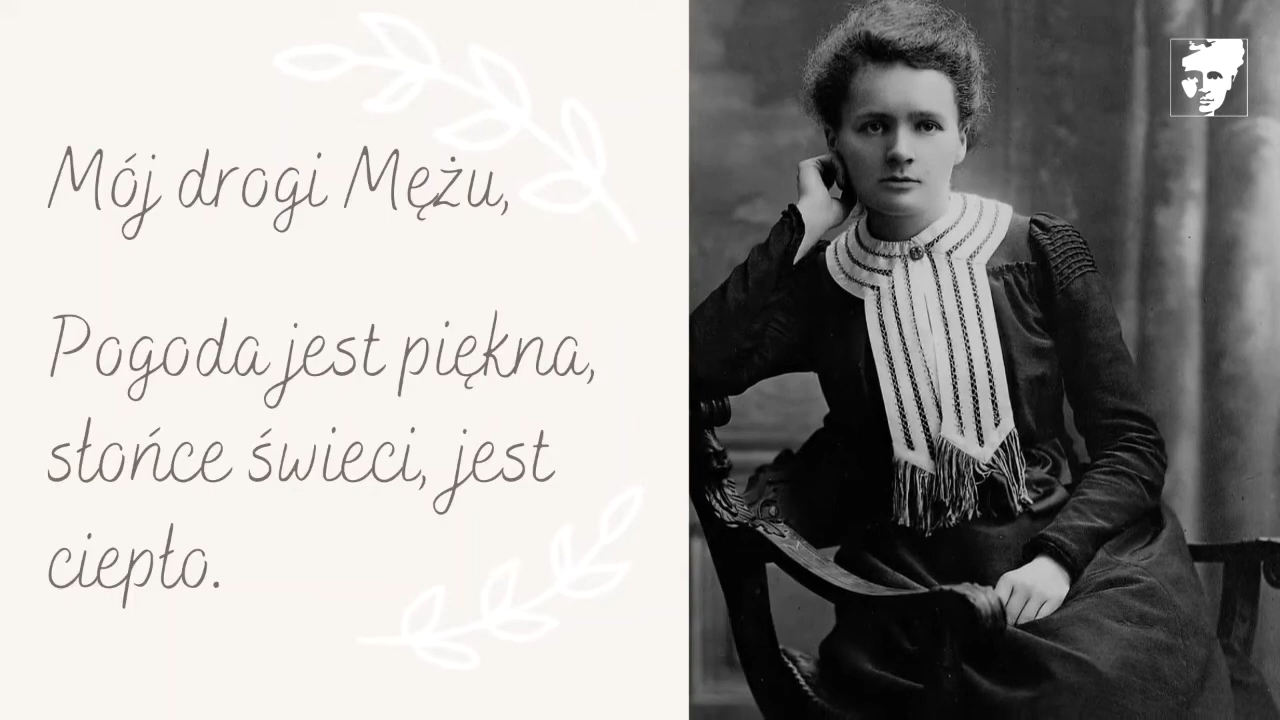 Mój drogi Mężu,
Pogoda jest piękna,
słońce świeci, jest
ciepło.